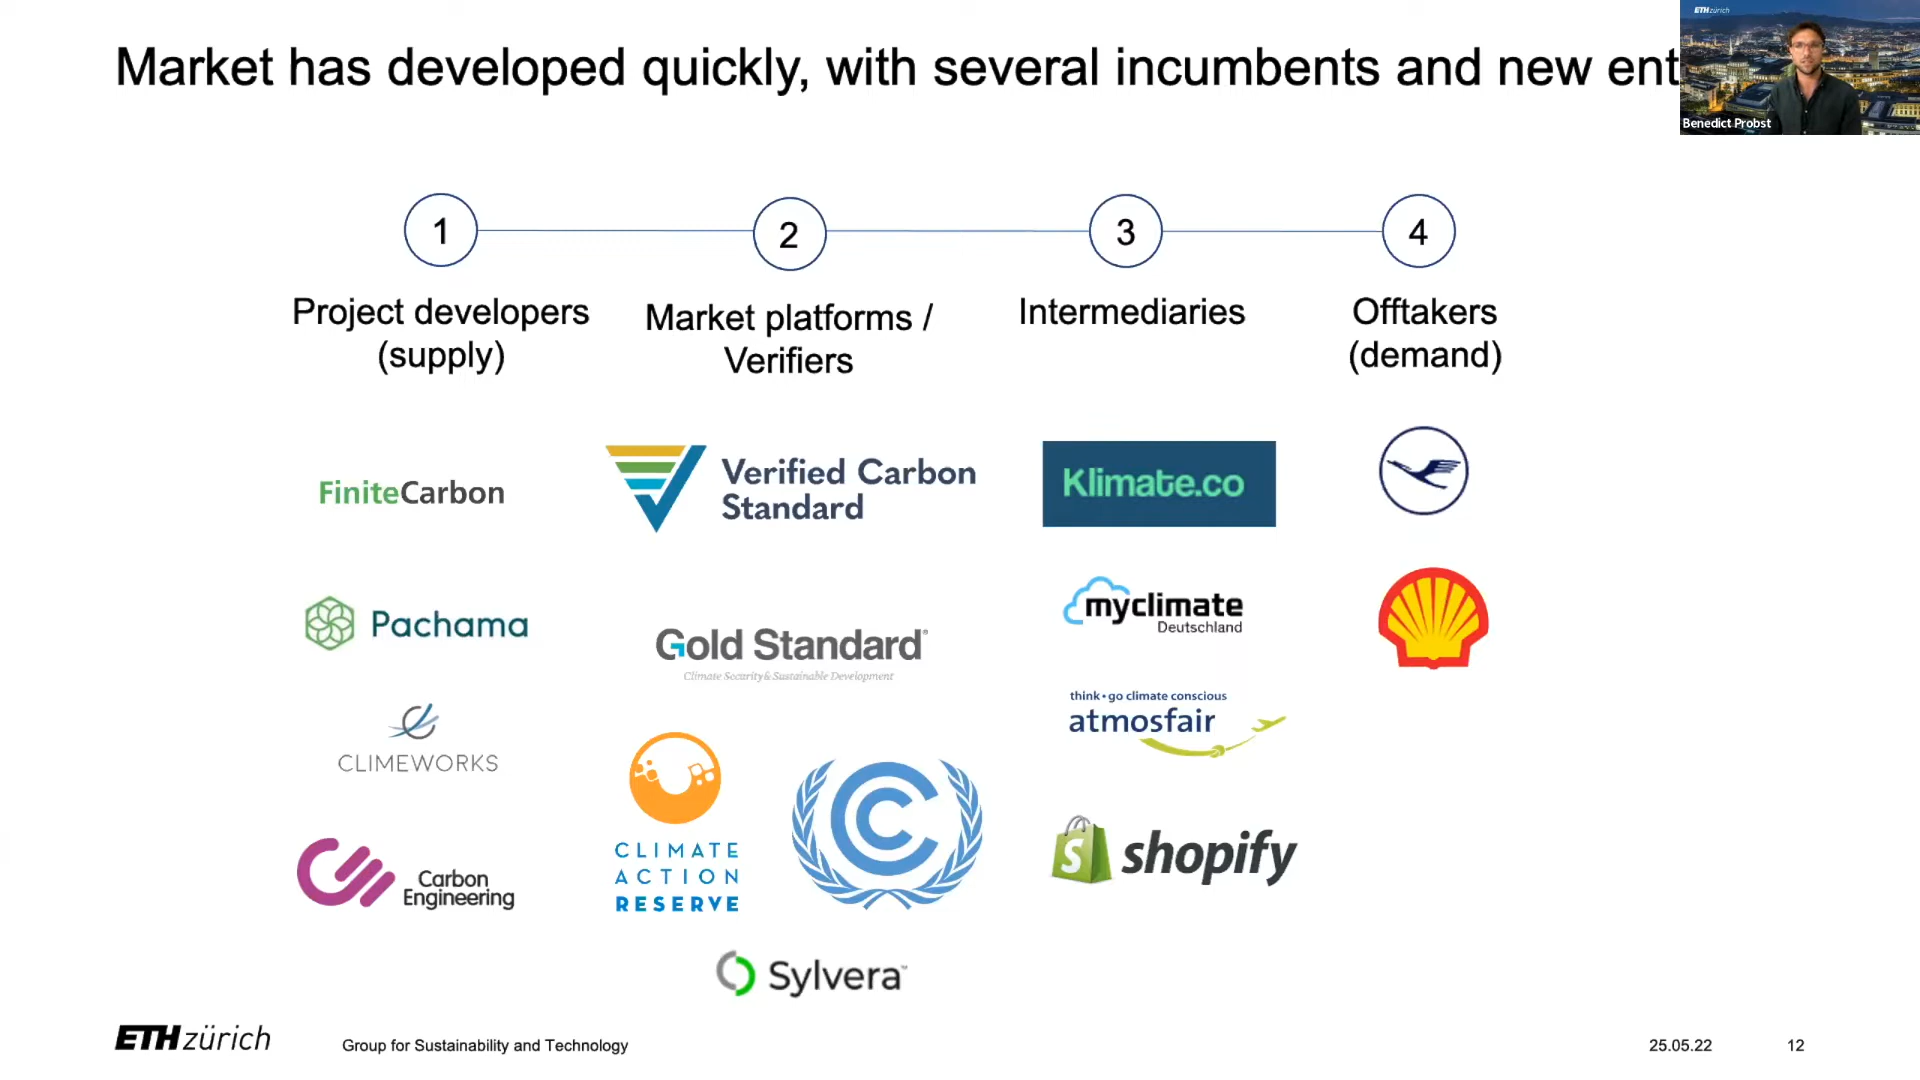 Market has developed quickly, with several incumbents and new ent
ETH zürich
Benedict Probst
1
2
3
4
Project developers
(supply)
Market platforms /
Verifiers
Intermediaries
Offtakers
(demand)
FiniteCarbon
Pachama
CLIMEWORKS
Carbon
Engineering
Verified Carbon
Standard
Gold Standard®
Climate Security & Sustainable Development
CLIMATE
ACTION
RESERVE
Sylvera™
Klimate.co
myclimate
Deutschland
think • go climate conscious
atmosfair
S
shopify
ETH zürich
Group for Sustainability and Technology
25.05.22
12